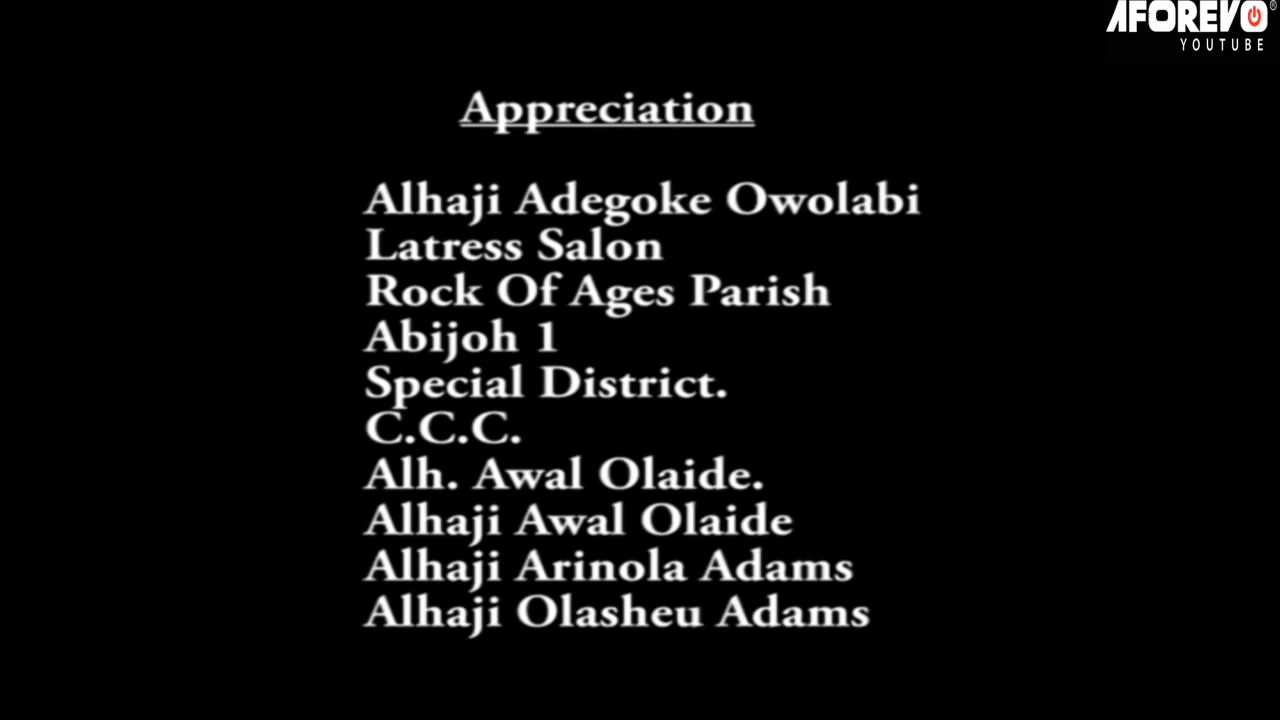 AFOREVO®
YOUTUBE
Appreciation
Alhaji Adegoke Owolabi
Latress Salon
Rock Of Ages Parish
Abijoh 1
Special District.
C.C.C.
Alh. Awal Olaide.
Alhaji Awal Olaide
Alhaji Arinola Adams
Alhaji Olasheu Adams